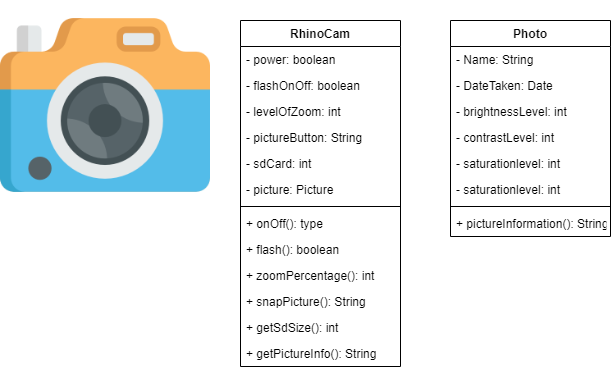 RhinoCam
- power: boolean
- flashOnOff: boolean
- levelOfZoom: int
- pictureButton: String
- sdCard: int
- picture: Picture
+ onOff(): type
+ flash(): boolean
+ zoomPercentage(): int
+ snapPicture(): String
+ getSdSize(): int
+ getPictureInfo(): String
Photo
- Name: String
- DateTaken: Date
- brightnessLevel: int
- contrastLevel: int
- saturationlevel: int
- saturationlevel: int
+ pictureInformation(): String